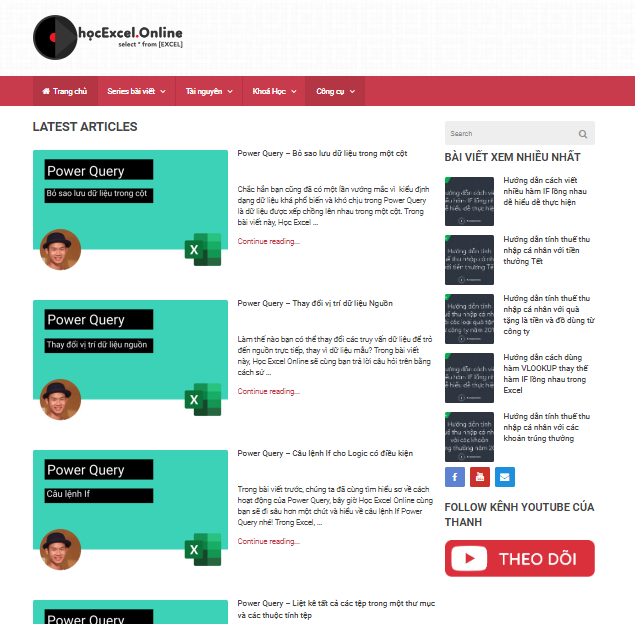 họcExcel.Online
select * from [EXCEL]
Trang chủ
Series bài viết
Tài nguyên
Khoá Học
Công cụ
LATEST ARTICLES
Power Query
Bỏ sao lưu dữ liệu trong cột
Power Query – Bỏ sao lưu dữ liệu trong một cột
Chắc hẳn bạn cũng đã có một lần vướng mắc vì kiểu định
dạng dữ liệu khá phổ biến và khó chịu trong Power Query
là dữ liệu được xếp chồng lên nhau trong một cột. Trong
bài viết này, Học Excel ...
Continue reading...
Power Query
Thay đổi vị trí dữ liệu nguồn
Power Query – Thay đổi vị trí dữ liệu Nguồn
Làm thế nào bạn có thể thay đổi các truy vấn dữ liệu để trỏ
đến nguồn trực tiếp, thay vì dữ liệu mẫu? Trong bài viết
này, Học Excel Online sẽ cùng bạn trả lời câu hỏi trên bằng
cách sử ...
Continue reading...
Power Query
Câu lệnh If
Power Query – Câu lệnh If cho Logic có điều kiện
Trong bài viết trước, chúng ta đã cùng tìm hiểu sơ về cách
hoạt động của Power Query, bây giờ Học Excel Online cùng
bạn sẽ đi sâu hơn một chút và hiểu về câu lệnh If Power
Query nhé! Trong Excel, ...
Continue reading...
Power Query
Power Query – Liệt kê tất cả các tệp trong một thư mục
và các thuộc tính tệp
Search
BÀI VIẾT XEM NHIỀU NHẤT
Hướng dẫn cách viết
nhiều hàm IF lồng nhau
dễ hiểu dễ thực hiện
Hướng dẫn tính thuế thu
nhập cá nhân với tiền
thưởng Tết
Hướng dẫn tính thuế thu
nhập cá nhân với quà
tặng là tiền và đồ dùng từ
công ty
Hướng dẫn cách dùng
hàm VLOOKUP thay thế
hàm IF lồng nhau trong
Excel
Hướng dẫn tính thuế thu
nhập cá nhân với các
khoản trúng thưởng
FOLLOW KÊNH YOUTUBE CỦA
THANH
THEO DÕI